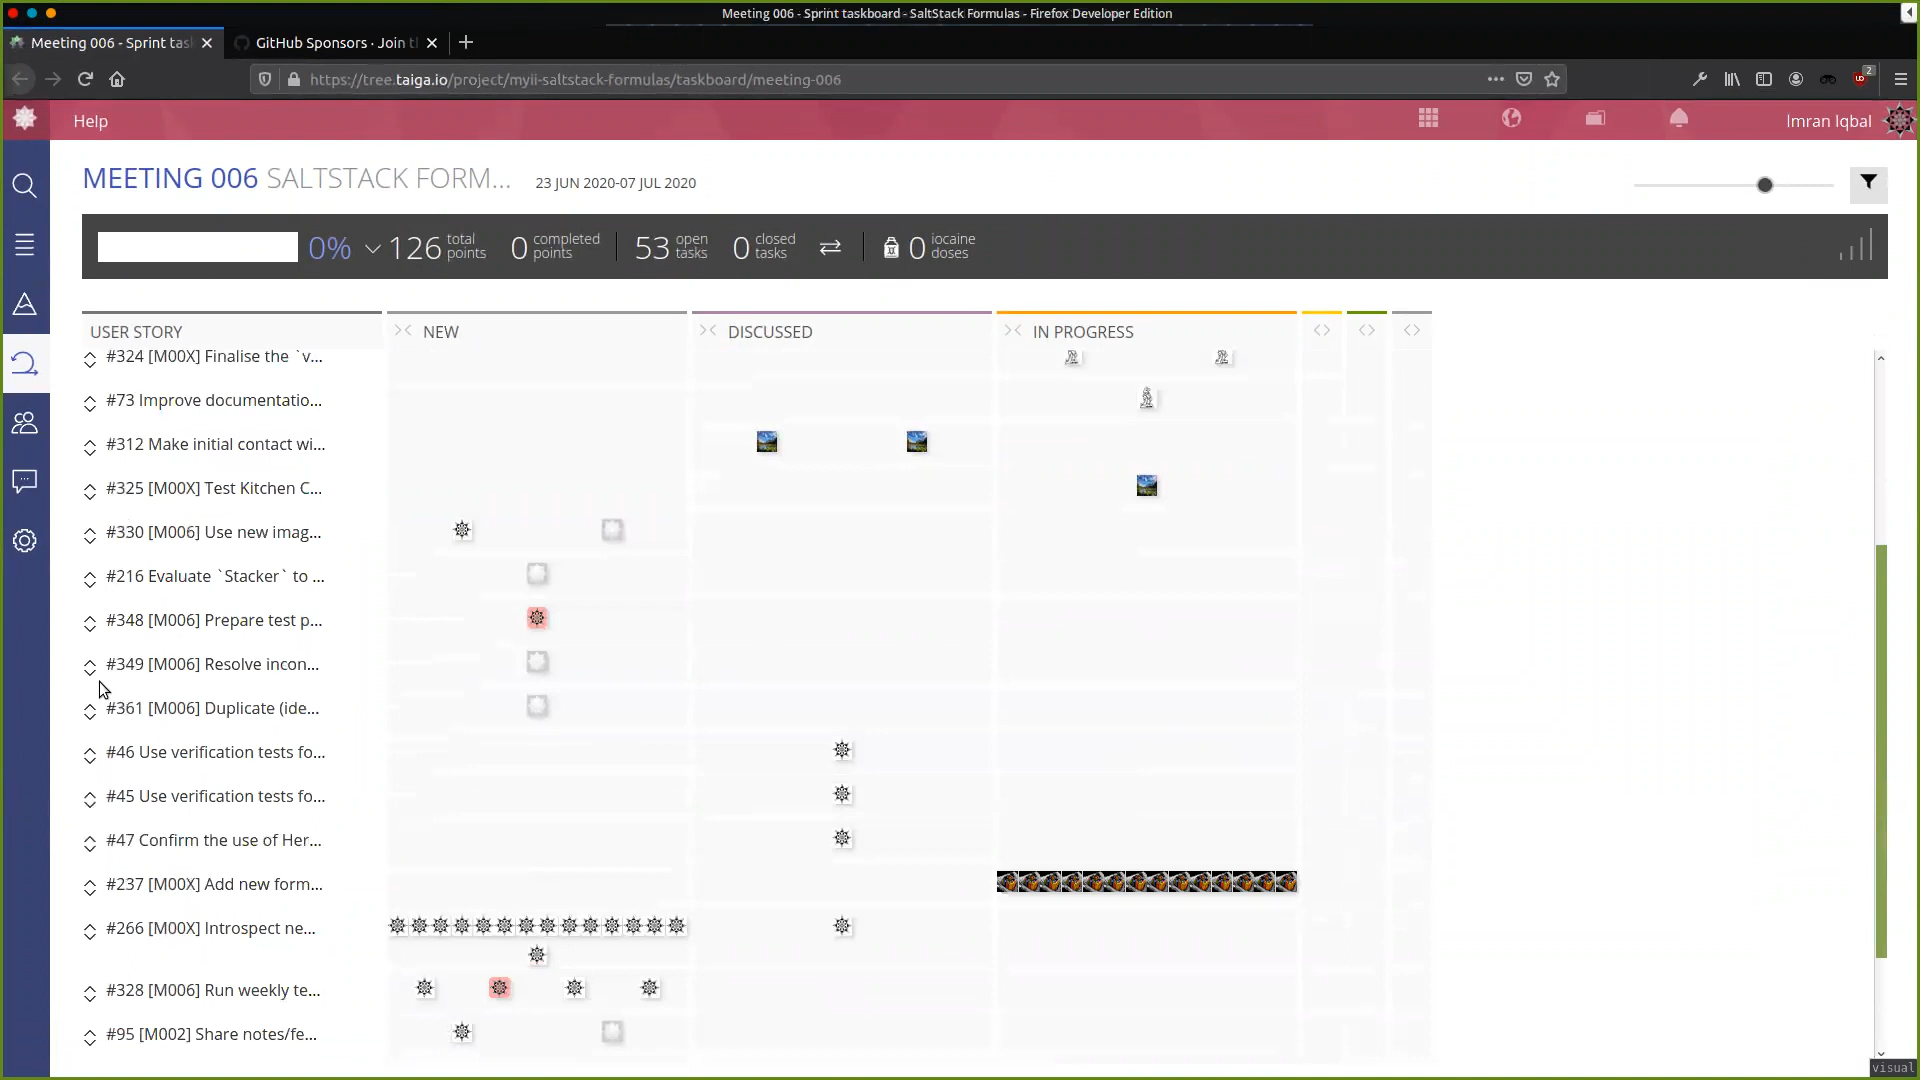 Meeting 006 - Sprint taskboard - SaltStack Formulas - Firefox Developer Edition
Meeting 006 - Sprint tas
GitHub Sponsors · Join t
https://tree.taiga.io/project/myii-saltstack-formulas/taskboard/meeting-006
2
Help
Imran Iqbal
MEETING 006 SALTSTACK FORM... 23 JUN 2020-07 JUL 2020
0% 126 total points 0 completed points 53 open tasks 0 closed tasks 0 iocaine doses
USER STORY NEW DISCUSSED IN PROGRESS
#324 [M00X] Finalise the `v...
#73 Improve documentatio...
#312 Make initial contact wi...
#325 [M00X] Test Kitchen C...
#330 [M006] Use new imag...
#216 Evaluate `Stacker` to ...
#348 [M006] Prepare test p...
#349 [M006] Resolve incon...
#361 [M006] Duplicate (ide...
#46 Use verification tests fo...
#45 Use verification tests fo...
#47 Confirm the use of Her...
#237 [M00X] Add new form...
#266 [M00X] Introspect ne...
#328 [M006] Run weekly te...
#95 [M002] Share notes/fe...
visual